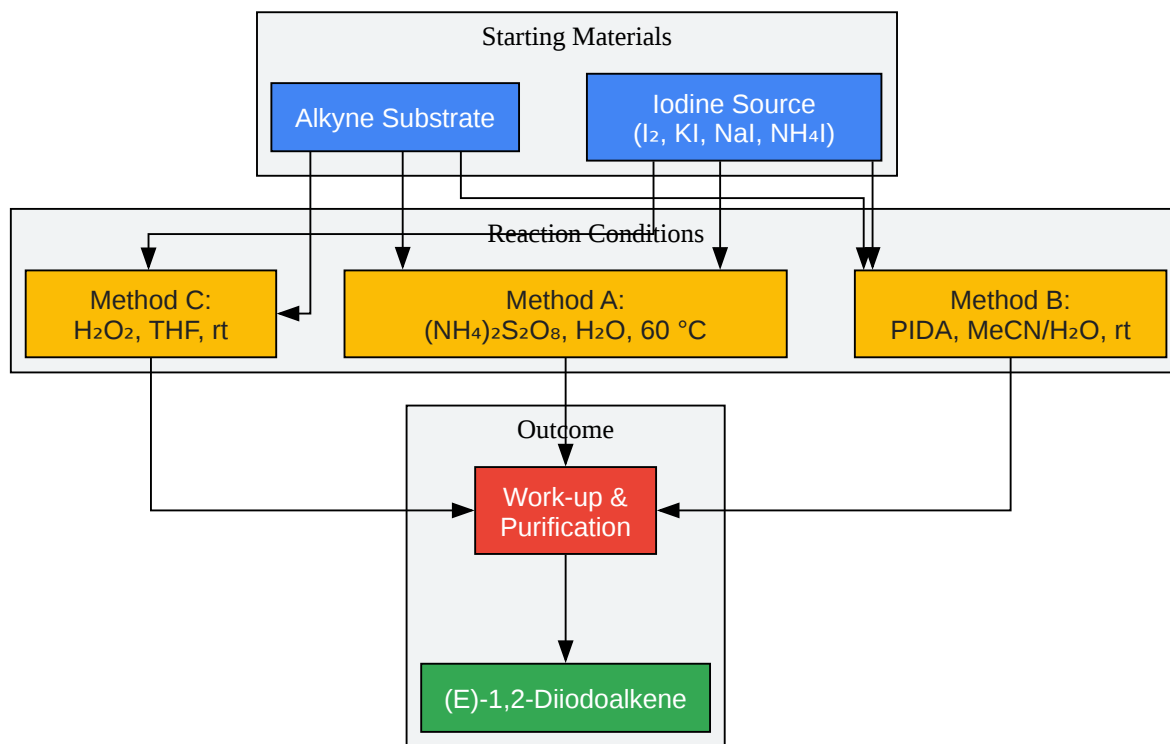 Starting Materials
Alkyne Substrate
Iodine Source
(I₂, KI, NaI, NH₄I)
Reaction Conditions
Method C:
H₂O₂, THF, rt
Method A:
(NH₄)₂S₂O₈, H₂O, 60 °C
Method B:
PIDA, MeCN/H₂O, rt
Outcome
Work-up &
Purification
(E)-1,2-Diiodoalkene